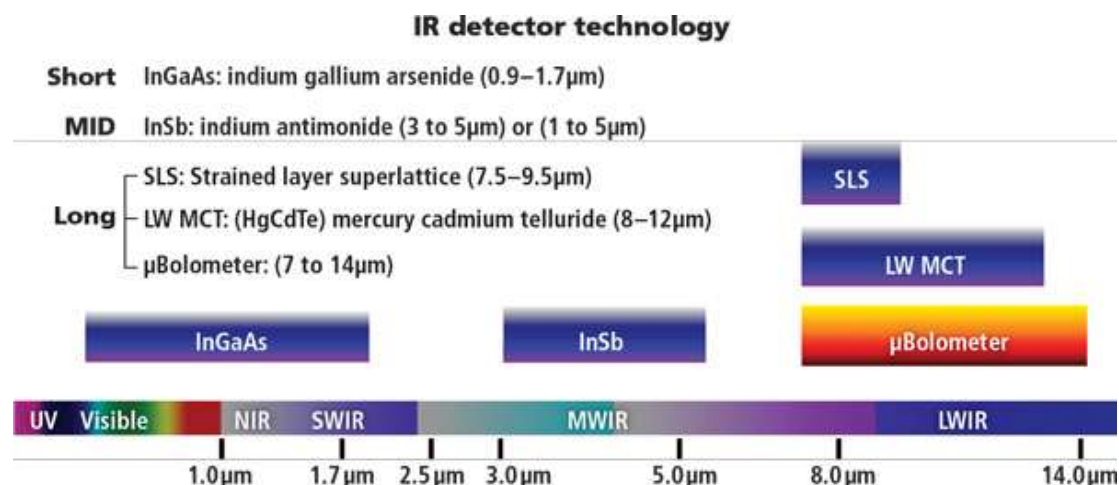 IR detector technology
Short InGaAs: indium gallium arsenide (0.9–1.7µm)
MID InSb: indium antimonide (3 to 5µm) or (1 to 5µm)
SLS: Strained layer superlattice (7.5–9.5µm)
SLS
Long LW MCT: (HgCdTe) mercury cadmium telluride (8–12µm)
LW MCT
µBolometer: (7 to 14µm)
InGaAs InSb µBolometer
UV Visible NIR SWIR MWIR LWIR
1.0µm 1.7µm 2.5µm 3.0µm 5.0µm 8.0µm 14.0µm